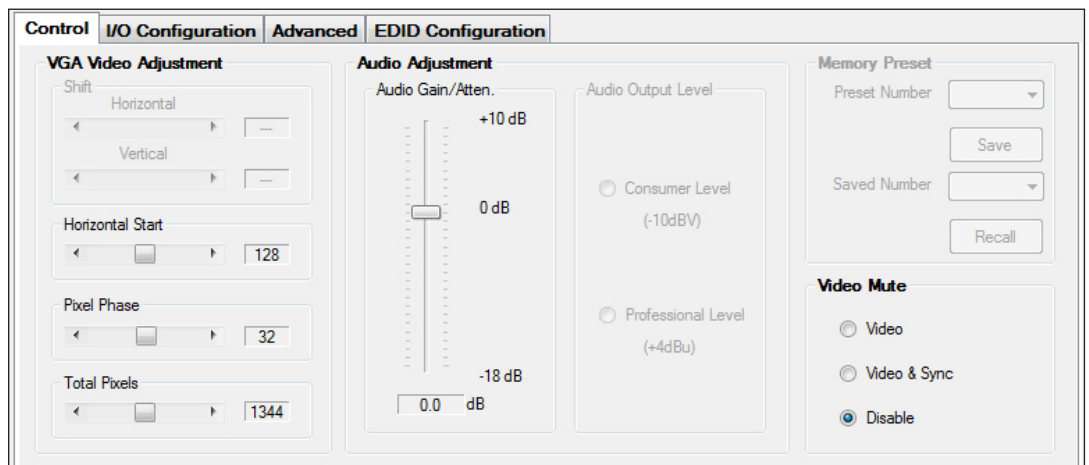 Control I/O Configuration Advanced EDID Configuration
VGA Video Adjustment
Shift
Horizontal
---
Vertical
---
Horizontal Start
128
Pixel Phase
32
Total Pixels
1344
Audio Adjustment
Audio Gain/Atten.
+10 dB
0 dB
-18 dB
0.0 dB
Audio Output Level
Consumer Level
(-10dBV)
Professional Level
(+4dBu)
Memory Preset
Preset Number
Save
Saved Number
Recall
Video Mute
Video
Video & Sync
Disable